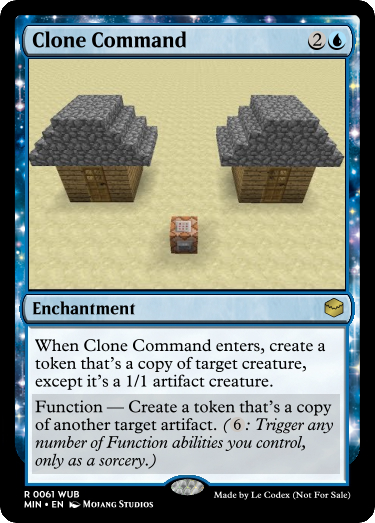 Clone Command 2
Enchantment
When Clone Command enters, create a
token that's a copy of target creature,
except it's a 1/1 artifact creature.
Function — Create a token that's a copy
of another target artifact. (6: Trigger any
number of Function abilities you control,
only as a sorcery.)
R 0061 WUB
MIN • EN Mojang Studios
Made by Le Codex (Not For Sale)